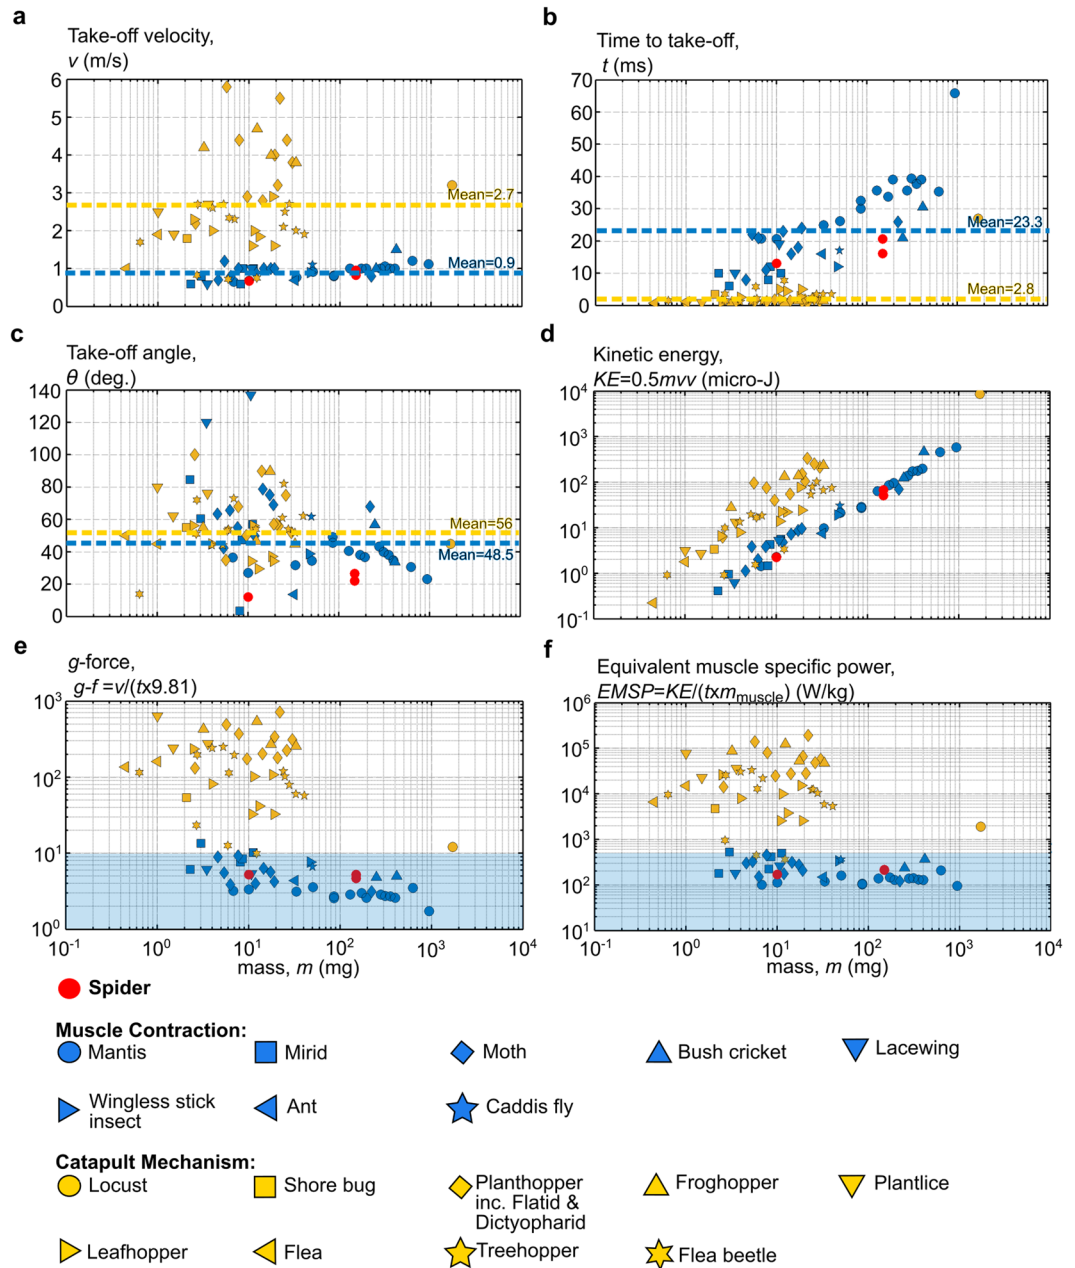 a
Take-off velocity,
v (m/s)
6
5
4
3
2
1
0
Mean=2.7
Mean=0.9
b
Time to take-off,
t (ms)
70
60
50
40
30
20
10
0
Mean=23.3
Mean=2.8
c
Take-off angle,
θ (deg.)
140
120
100
80
60
40
20
0
Mean=56
Mean=48.5
d
Kinetic energy,
KE=0.5mvv (micro-J)
10^4
10^3
10^2
10^1
10^0
10^-1
e
g-force,
g-f =v/(tx9.81)
10^3
10^2
10^1
10^0
10^-1 10^0 10^1 10^2 10^3 10^4
mass, m (mg)
f
Equivalent muscle specific power,
EMSP=KE/(txm_muscle) (W/kg)
10^6
10^5
10^4
10^3
10^2
10^1
10^-1 10^0 10^1 10^2 10^3 10^4
mass, m (mg)
Spider
Muscle Contraction:
Mantis Mirid Moth Bush cricket Lacewing
Wingless stick
insect
Ant Caddis fly
Catapult Mechanism:
Locust Shore bug Planthopper
inc. Flatid &
Dictyopharid
Froghopper Plantlice
Leafhopper Flea Treehopper Flea beetle